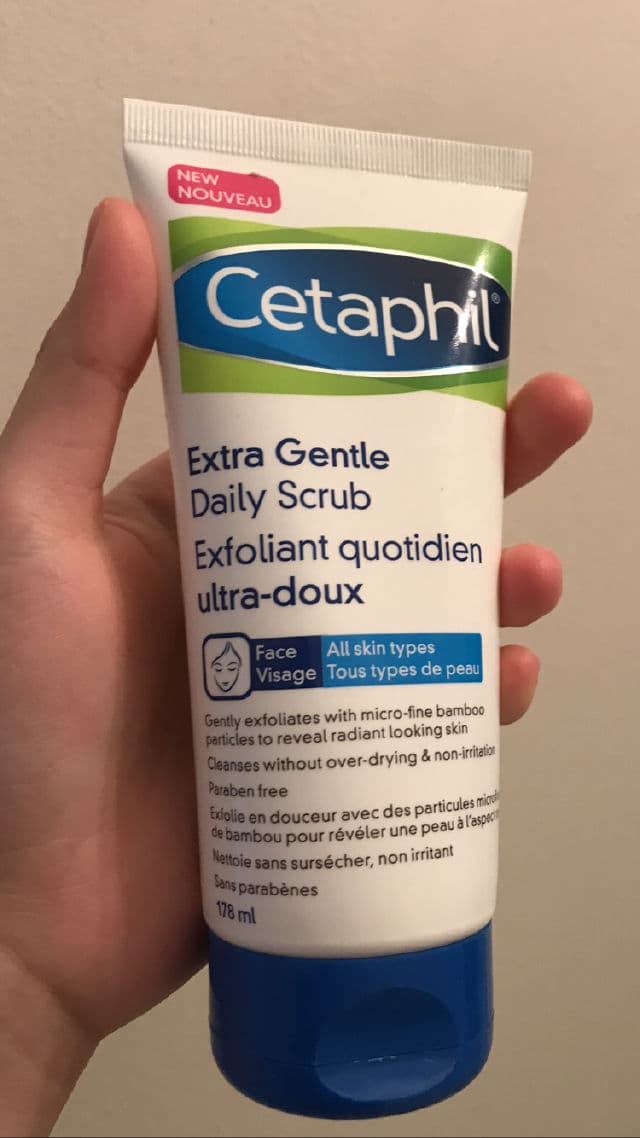 NEW
NOUVEAU
Cetaphil®
Extra Gentle
Daily Scrub
Exfoliant quotidien
ultra-doux
Face
Visage
All skin types
Tous types de peau
Gently exfoliates with micro-fine bamboo
particles to reveal radiant looking skin
Cleanses without over-drying & non-irritation
Paraben free
Exfolie en douceur avec des particules
de bambou pour révéler une peau à
Nettoie sans sursécher, non irritant
Sans parabènes
178 ml